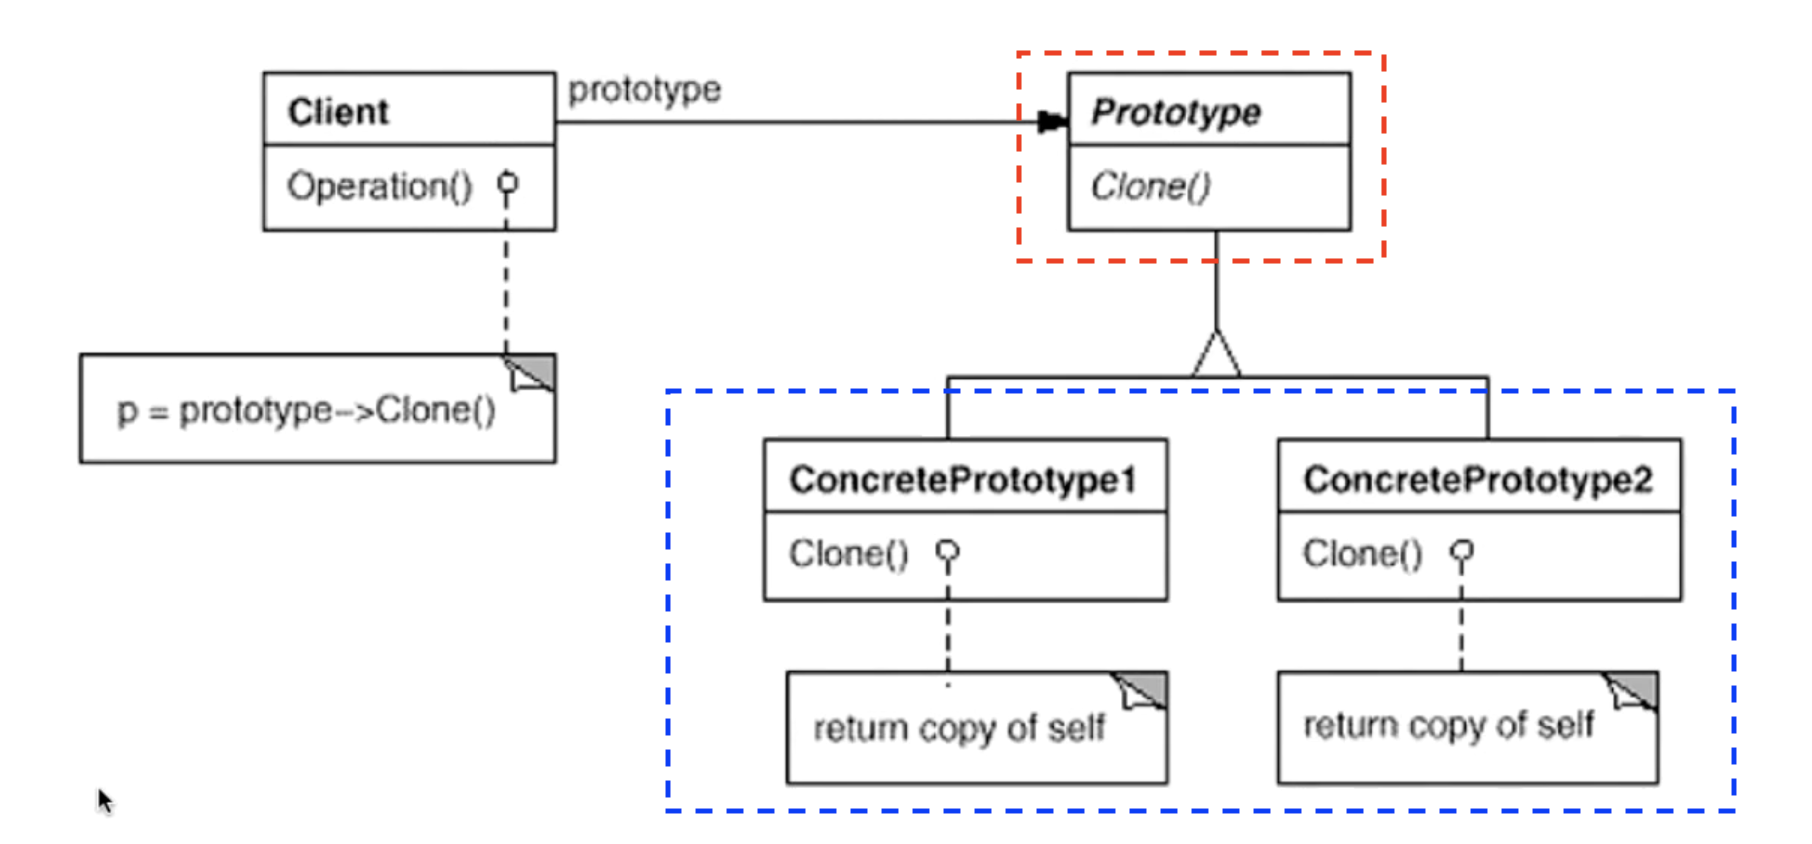 Client
Operation()
prototype
Prototype
Clone()
p = prototype–>Clone()
ConcretePrototype1
Clone()
return copy of self
ConcretePrototype2
Clone()
return copy of self